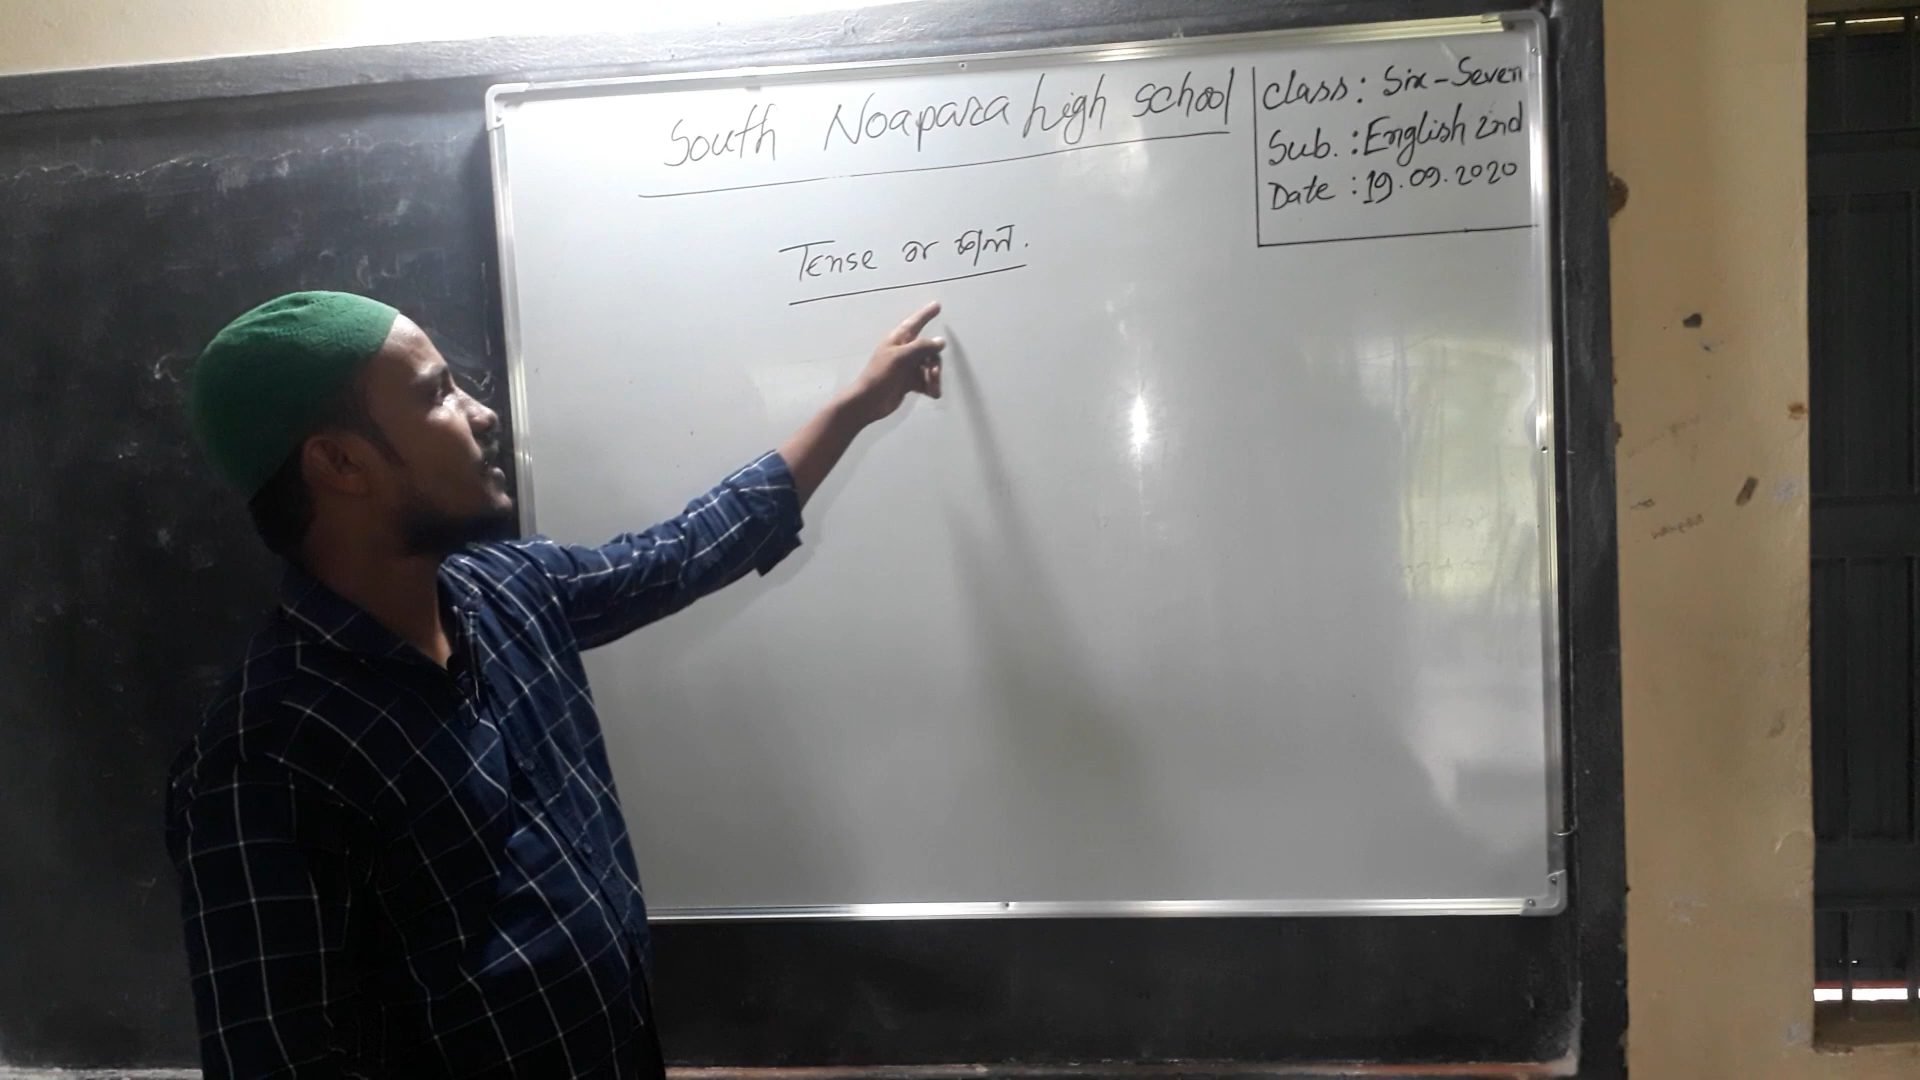 South Noapara high school
class: Six-Seven
Sub.: English 2nd
Date: 19.09.2020
Tense or কাল.